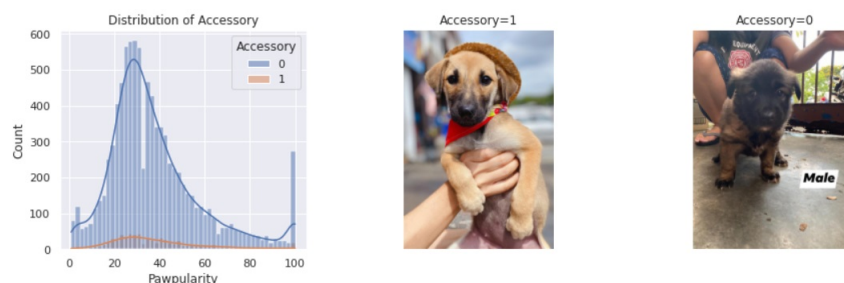 Distribution of Accessory
600
500
400
300
200
100
0
Count
Accessory
0
1
0
20
40
60
80
100
Pawpularity
Accessory=1
Accessory=0
EQUIPMENT
Male